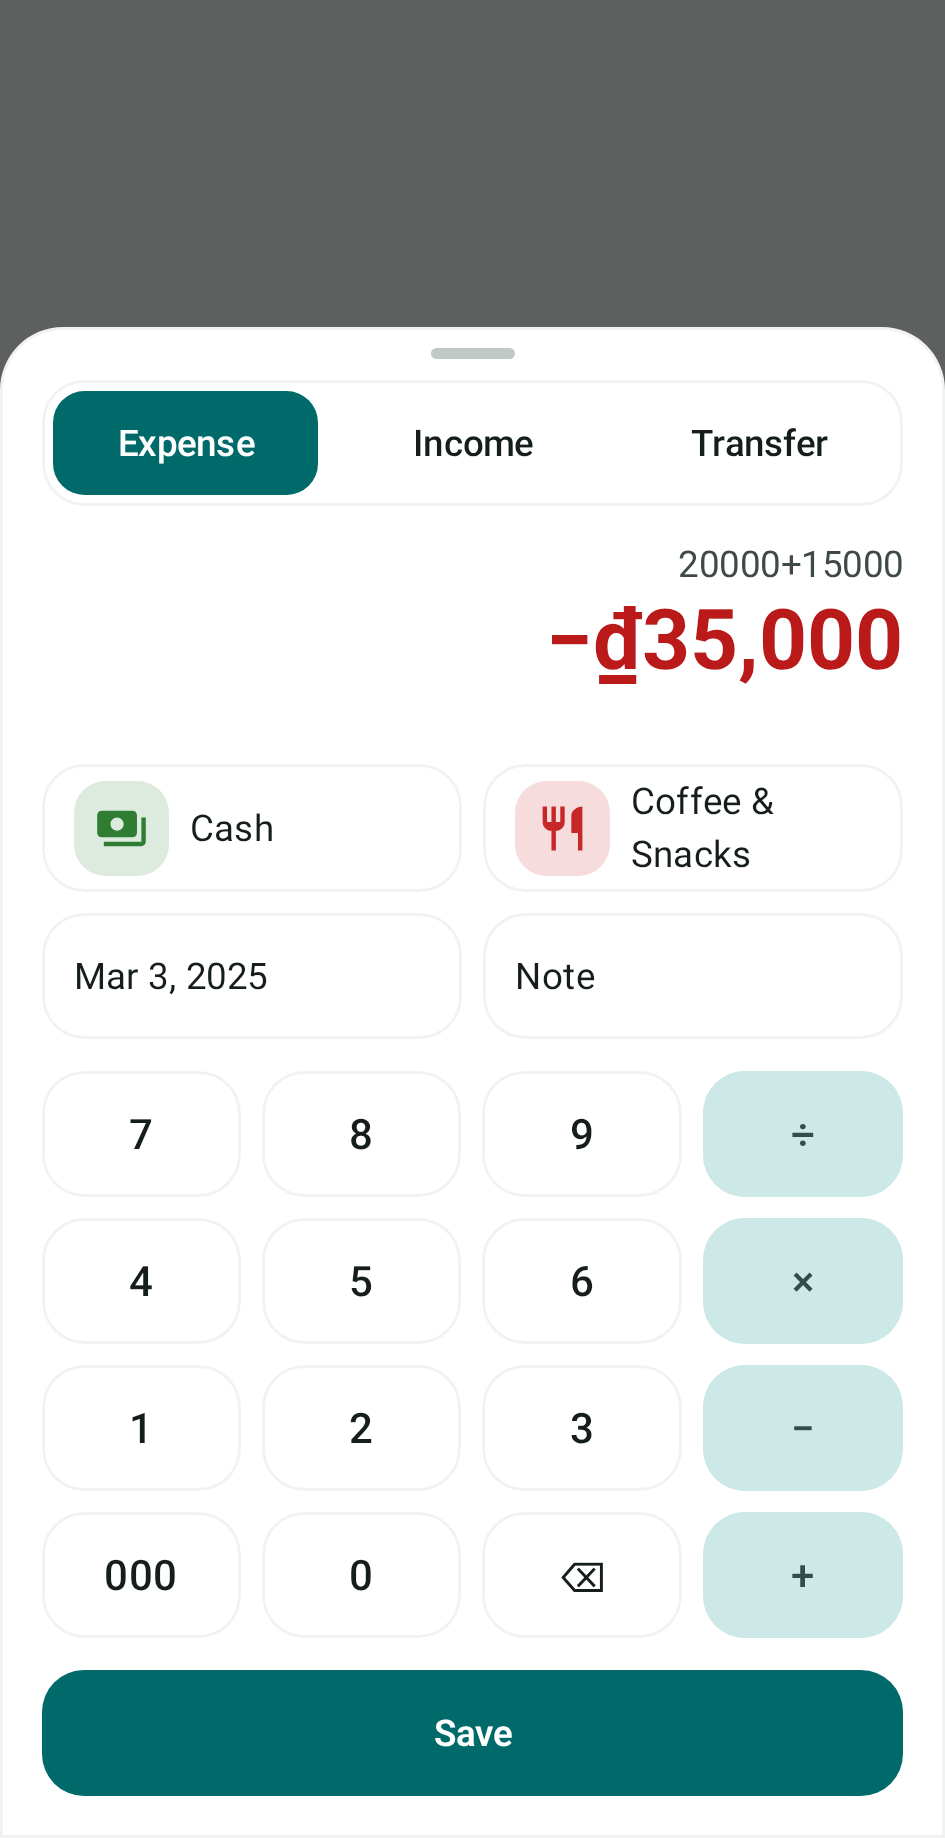 Expense Income Transfer
20000+15000
−₫35,000
Cash
Coffee &
Snacks
Mar 3, 2025
Note
7 8 9 ÷
4 5 6 ×
1 2 3 −
000 0 +
Save